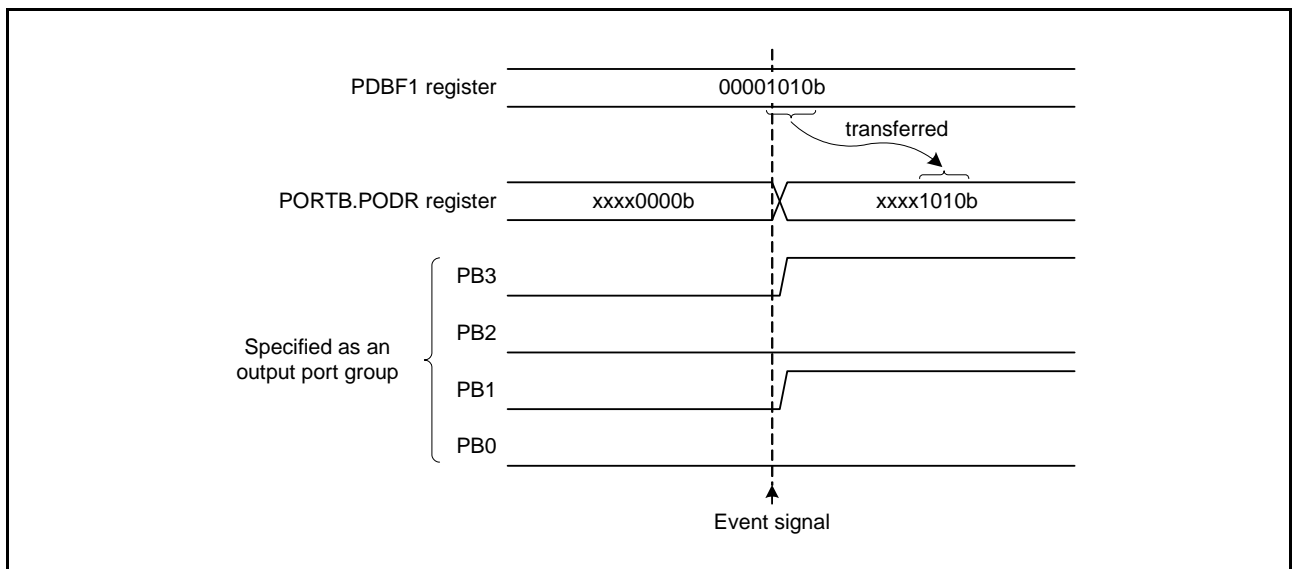 PDBF1 register
00001010b
transferred
PORTB.PODR register
xxxx0000b
xxxx1010b
PB3
PB2
Specified as an
output port group
PB1
PB0
Event signal